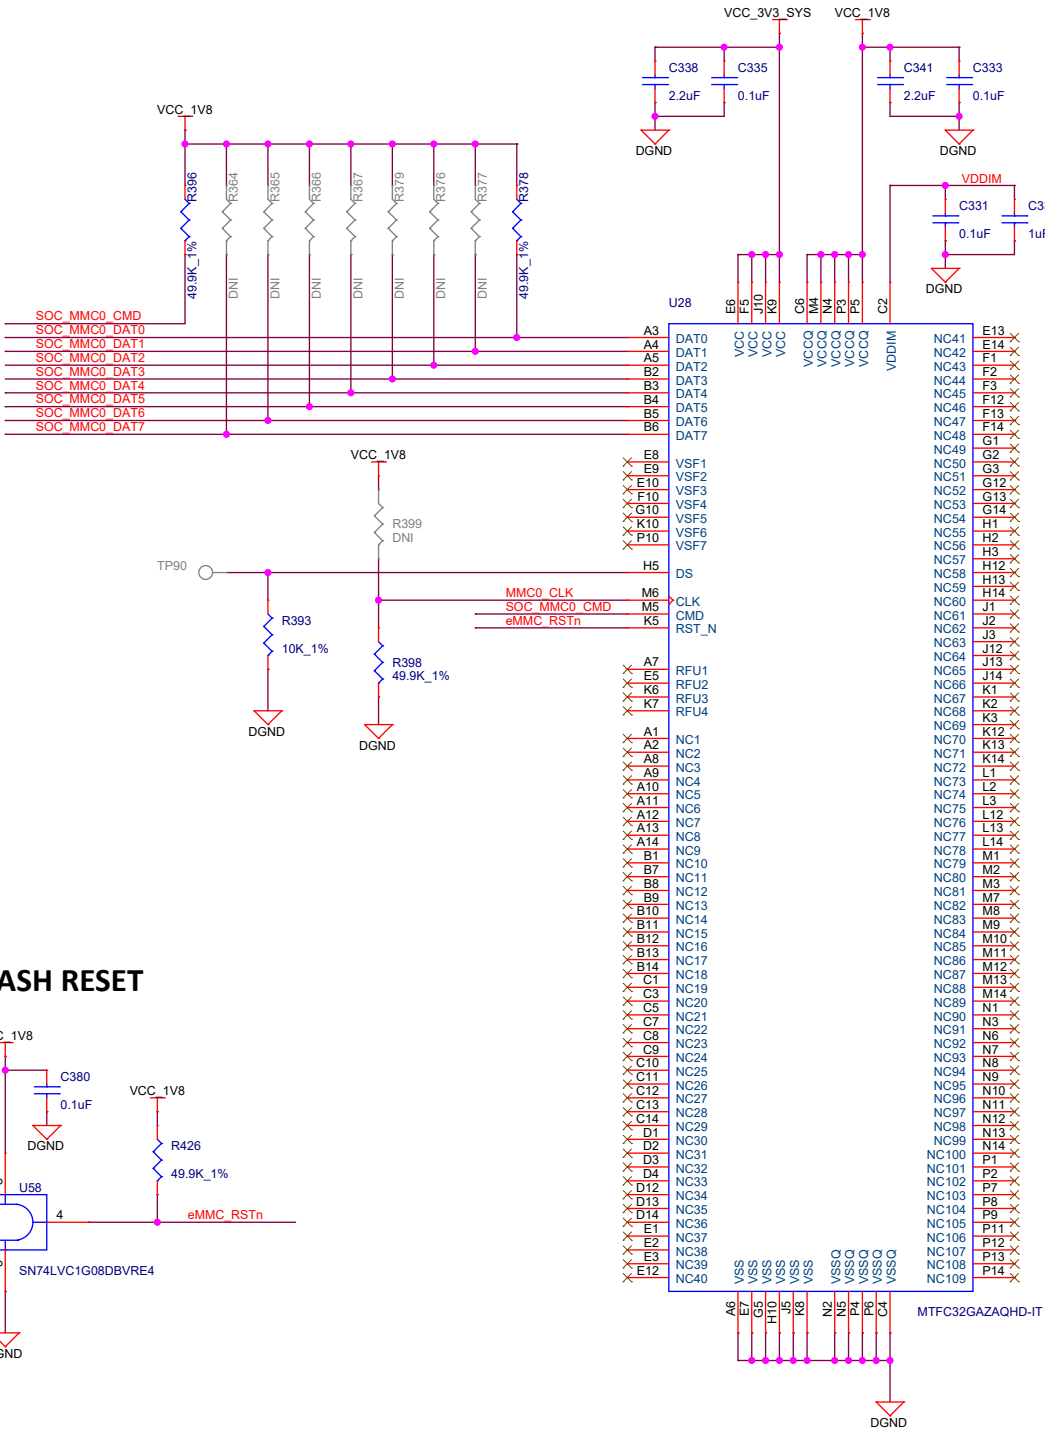 VCC_3V3_SYS
VCC_1V8
C338
2.2uF
C335
0.1uF
C341
2.2uF
C333
0.1uF
DGND
DGND
VCC_1V8
R396
49.9K_1%
R364
DNI
R365
DNI
R366
DNI
R367
DNI
R379
DNI
R376
DNI
R377
DNI
R378
49.9K_1%
VDDIM
C331
0.1uF
DGND
SOC_MMC0_CMD
SOC_MMC0_DAT0
SOC_MMC0_DAT1
SOC_MMC0_DAT2
SOC_MMC0_DAT3
SOC_MMC0_DAT4
SOC_MMC0_DAT5
SOC_MMC0_DAT6
SOC_MMC0_DAT7
U28
E6 VCC
F5 VCC
J10 VCC
K9 VCC
C6 VCCQ
M4 VCCQ
N4 VCCQ
P3 VCCQ
P5 VCCQ
C2 VDDIM
A3 DAT0
A4 DAT1
A5 DAT2
B2 DAT3
B3 DAT4
B4 DAT5
B5 DAT6
B6 DAT7
E8 VSF1
E9 VSF2
E10 VSF3
F10 VSF4
G10 VSF5
K10 VSF6
P10 VSF7
VCC_1V8
R399
DNI
TP90
H5 DS
MMC0_CLK M6 CLK
SOC_MMC0_CMD M5 CMD
eMMC_RSTn K5 RST_N
R393
10K_1%
DGND
R398
49.9K_1%
DGND
A7 RFU1
E5 RFU2
K6 RFU3
K7 RFU4
A1 NC1
A2 NC2
A8 NC3
A9 NC4
A10 NC5
A11 NC6
A12 NC7
A13 NC8
A14 NC9
B1 NC10
B7 NC11
B8 NC12
B9 NC13
B10 NC14
B11 NC15
B12 NC16
B13 NC17
B14 NC18
C1 NC19
C3 NC20
C5 NC21
C7 NC22
C8 NC23
C9 NC24
C10 NC25
C11 NC26
C12 NC27
C13 NC28
C14 NC29
D1 NC30
D2 NC31
D3 NC32
D4 NC33
D12 NC34
D13 NC35
D14 NC36
E1 NC37
E2 NC38
E3 NC39
E12 NC40
NC41 E13
NC42 E14
NC43 F1
NC44 F2
NC45 F3
NC46 F12
NC47 F13
NC48 F14
NC49 G1
NC50 G2
NC51 G3
NC52 G12
NC53 G13
NC54 G14
NC55 H1
NC56 H2
NC57 H3
NC58 H12
NC59 H13
NC60 H14
NC61 J1
NC62 J2
NC63 J3
NC64 J12
NC65 J13
NC66 J14
NC67 K1
NC68 K2
NC69 K3
NC70 K12
NC71 K13
NC72 K14
NC73 L1
NC74 L2
NC75 L3
NC76 L12
NC77 L13
NC78 L14
NC79 M1
NC80 M2
NC81 M3
NC82 M7
NC83 M8
NC84 M9
NC85 M10
NC86 M11
NC87 M12
NC88 M13
NC89 M14
NC90 N1
NC91 N3
NC92 N6
NC93 N7
NC94 N8
NC95 N9
NC96 N10
NC97 N11
NC98 N12
NC99 N13
NC100 N14
NC101 P1
NC102 P2
NC103 P7
NC104 P8
NC105 P9
NC106 P11
NC107 P12
NC108 P13
NC109 P14
A6 VSS
E7 VSS
G5 VSS
H10 VSS
J5 VSS
K8 VSS
N2 VSSQ
N5 VSSQ
P4 VSSQ
P6 VSSQ
C4 VSSQ
MTFC32GAZAQHD-IT
DGND
ASH RESET
1V8
C380
0.1uF
DGND
VCC_1V8
R426
49.9K_1%
U58
4
eMMC_RSTn
SN74LVC1G08DBVRE4
GND